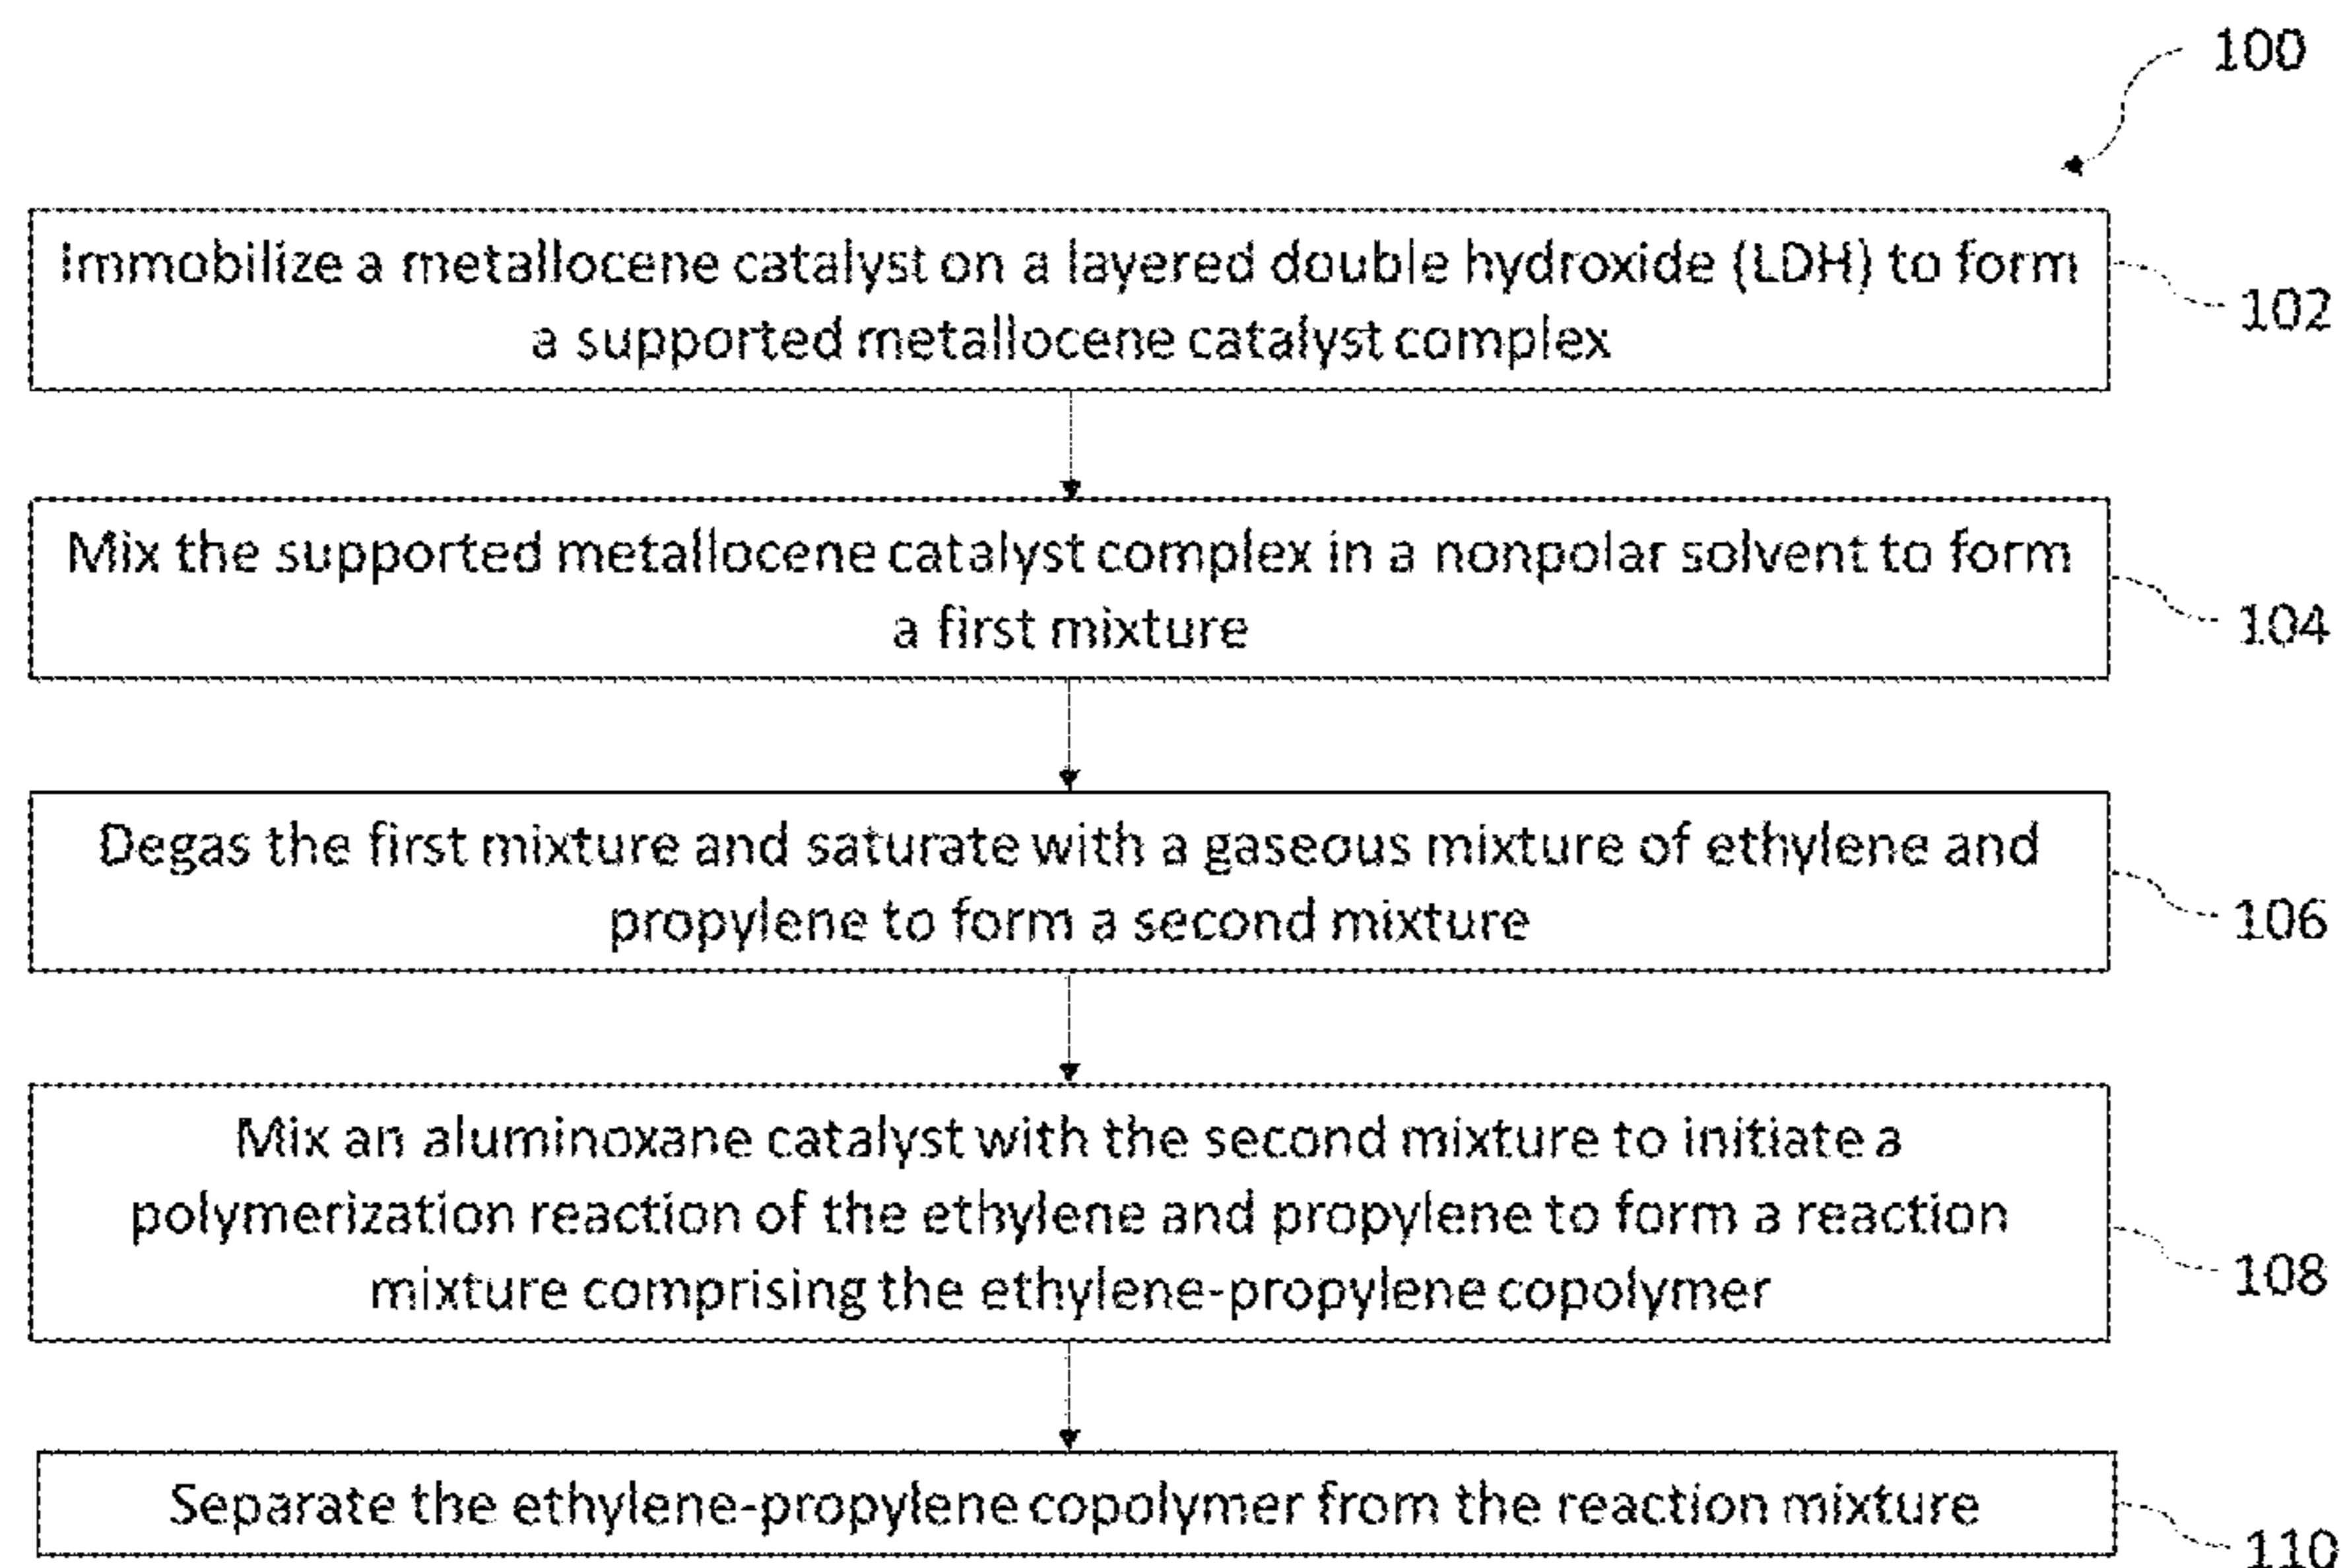 100
Immobilize a metallocene catalyst on a layered double hydroxide (LDH) to form
a supported metallocene catalyst complex
102
Mix the supported metallocene catalyst complex in a nonpolar solvent to form
a first mixture
104
Degas the first mixture and saturate with a gaseous mixture of ethylene and
propylene to form a second mixture
106
Mix an aluminoxane catalyst with the second mixture to initiate a
polymerization reaction of the ethylene and propylene to form a reaction
mixture comprising the ethylene-propylene copolymer
108
Separate the ethylene-propylene copolymer from the reaction mixture
110